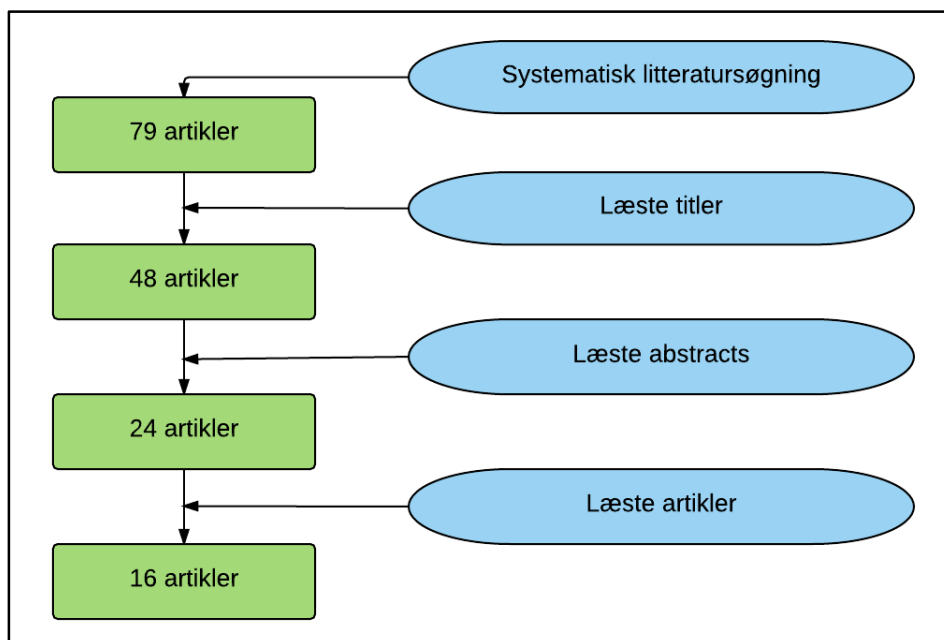 Systematisk litteratursøgning
79 artikler
Læste titler
48 artikler
Læste abstracts
24 artikler
Læste artikler
16 artikler